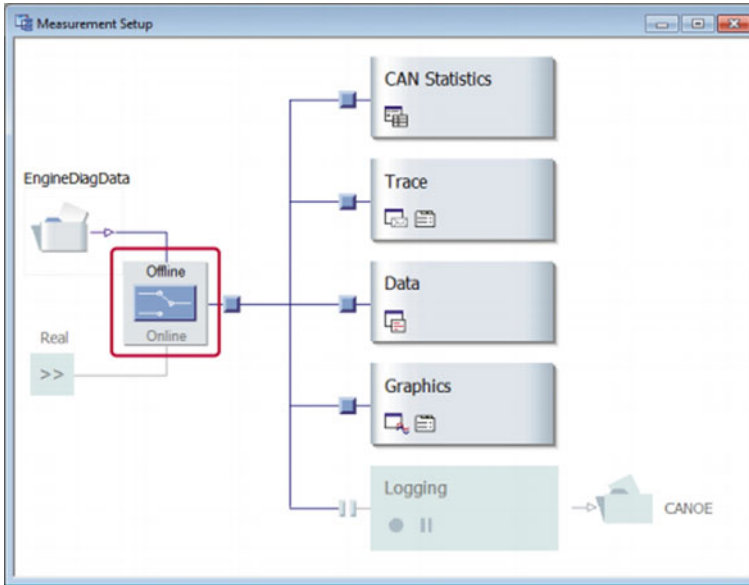 Measurement Setup
CAN Statistics
Trace
EngineDiagData
Offline
Online
Data
Real
>>
Graphics
Logging
CANOE